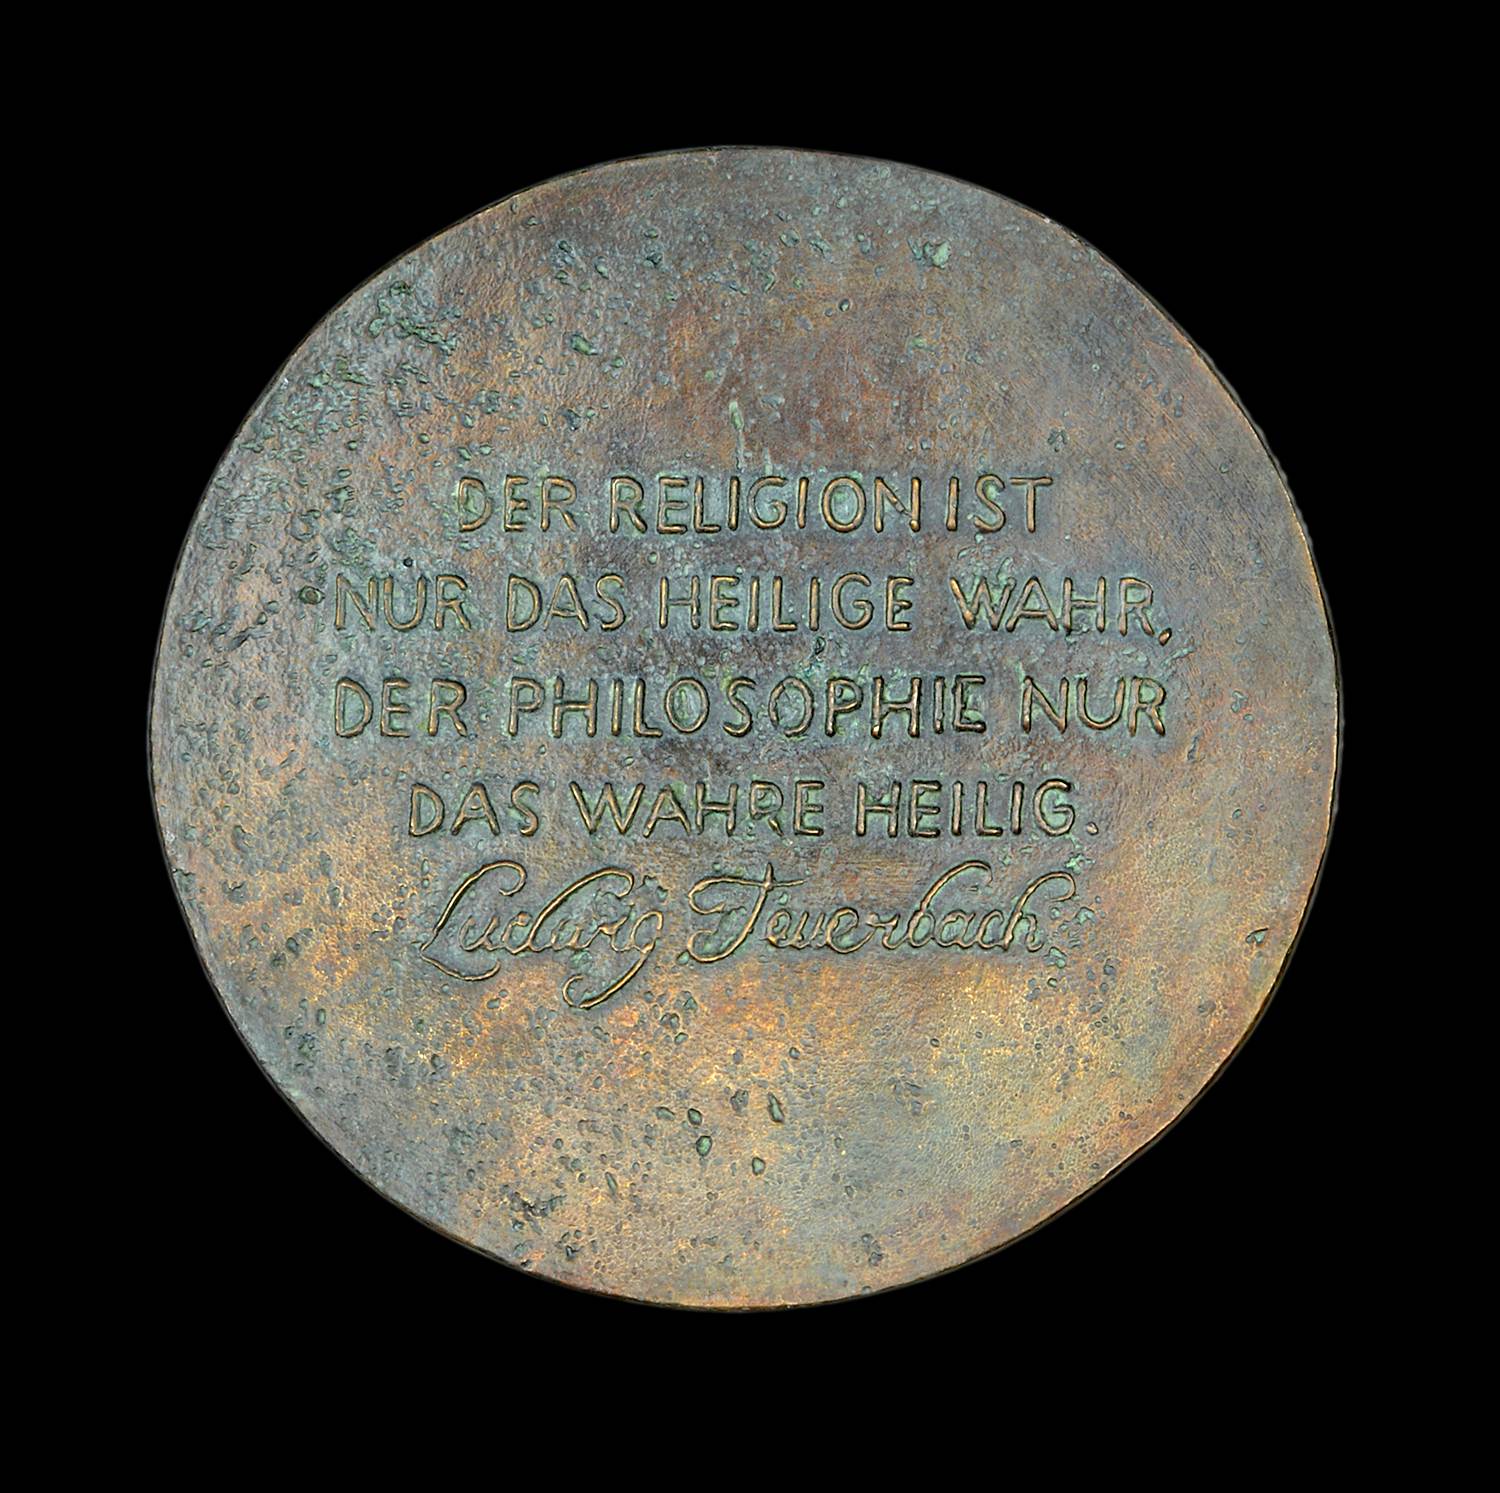 DER RELIGION IST
NUR DAS HEILIGE WAHR,
DER PHILOSOPHIE NUR
DAS WAHRE HEILIG.
Ludwig Feuerbach